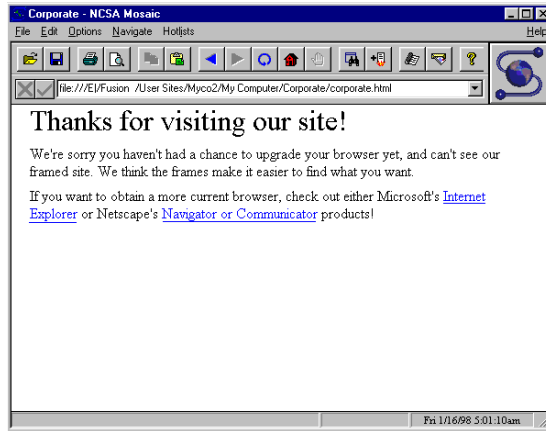 Corporate - NCSA Mosaic
File Edit Options Navigate Hotlists Help
file:///E|/Fusion /User Sites/Myco2/My Computer/Corporate/corporate.html
Thanks for visiting our site!
We're sorry you haven't had a chance to upgrade your browser yet, and can't see our
framed site. We think the frames make it easier to find what you want.
If you want to obtain a more current browser, check out either Microsoft's Internet
Explorer or Netscape's Navigator or Communicator products!
Fri 1/16/98 5:01:10am